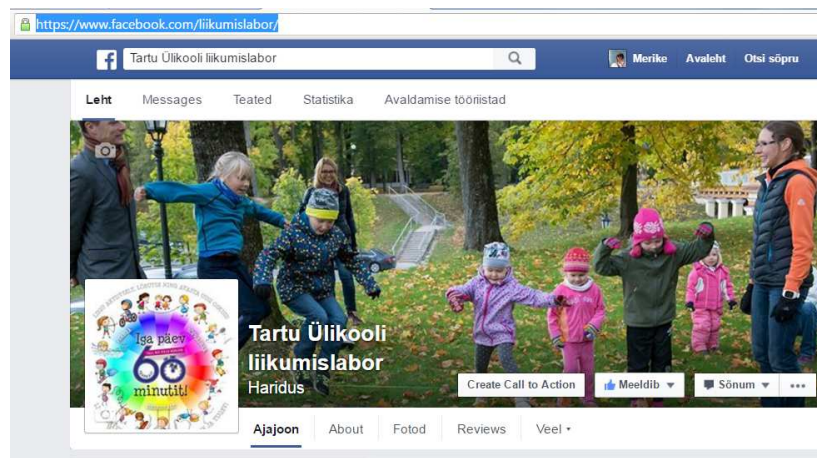 https://www.facebook.com/liikumislabor/
Tartu Ülikooli liikumislabor
Merike Avaleht Otsi sõpru
Leht Messages Teated Statistika Avaldamise tööriistad
Iga päev
60
minutit!
Tartu Ülikooli
liikumislabor
Haridus
Create Call to Action Meeldib Sõnum
Ajajoon About Fotod Reviews Veel